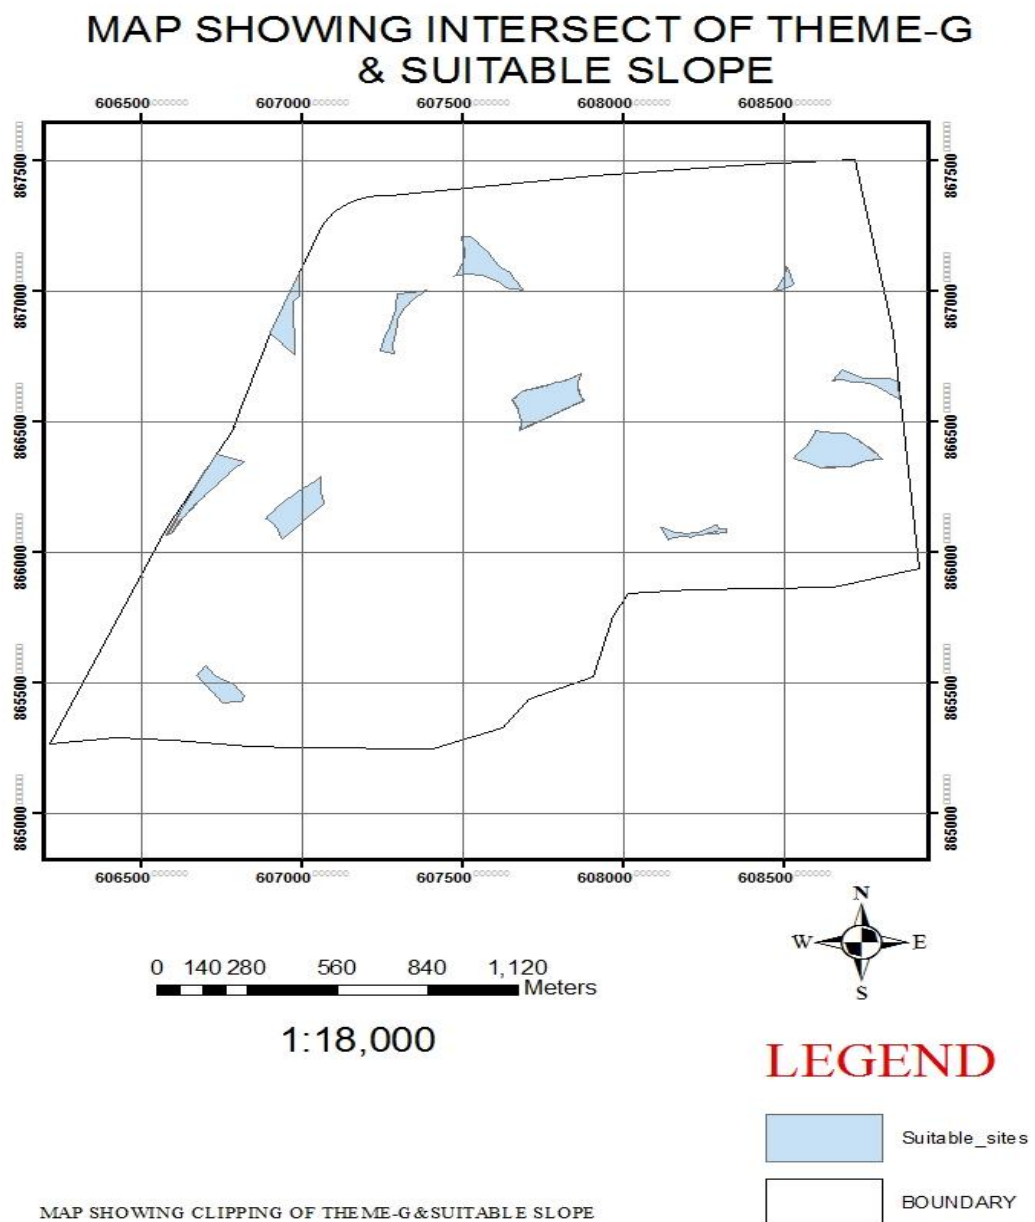 MAP SHOWING INTERSECT OF THEME-G
& SUITABLE SLOPE
606500 607000 607500 608000 608500
867500 867500
867000 867000
866500 866500
866000 866000
865500 865500
865000 865000
606500 607000 607500 608000 608500
N
W E
S
0 140 280 560 840 1,120
Meters
1:18,000
LEGEND
Suitable_sites
BOUNDARY
MAP SHOWING CLIPPING OF THEME-G&SUITABLE SLOPE